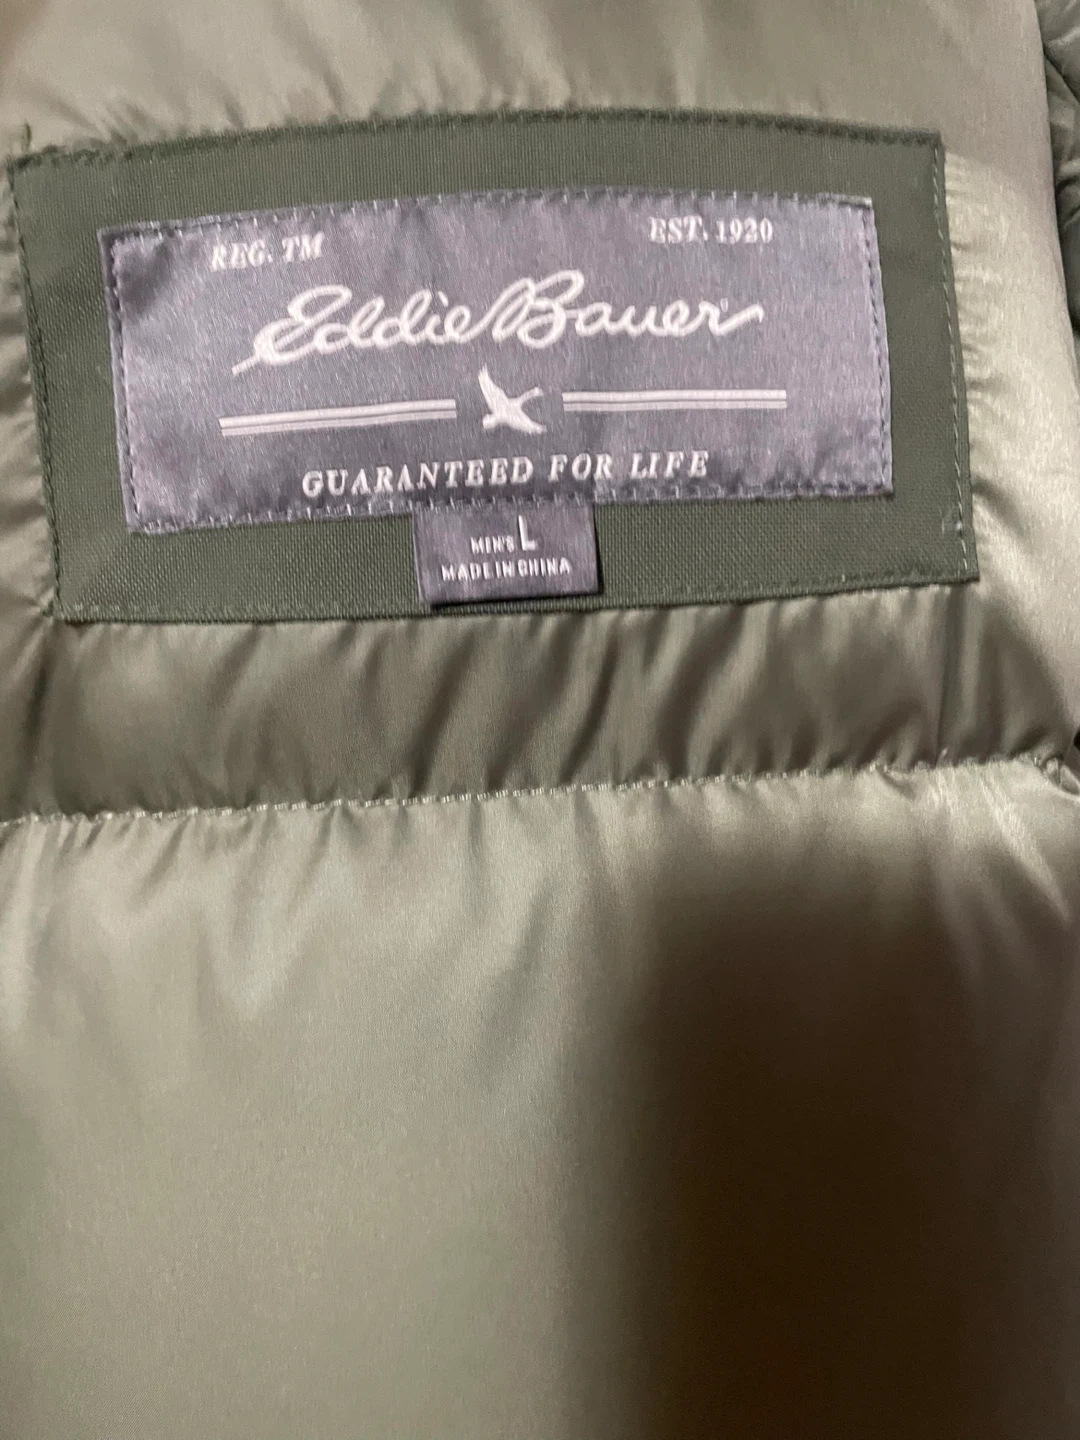 REG. TM EST. 1920
Eddie Bauer
GUARANTEED FOR LIFE
MEN'S L
MADE IN CHINA